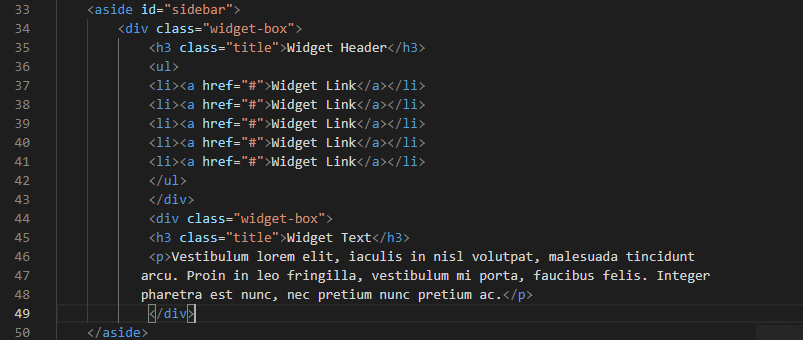 33 <aside id="sidebar">
34 <div class="widget-box">
35 <h3 class="title">Widget Header</h3>
36 <ul>
37 <li><a href="#">Widget Link</a></li>
38 <li><a href="#">Widget Link</a></li>
39 <li><a href="#">Widget Link</a></li>
40 <li><a href="#">Widget Link</a></li>
41 <li><a href="#">Widget Link</a></li>
42 </ul>
43 </div>
44 <div class="widget-box">
45 <h3 class="title">Widget Text</h3>
46 <p>Vestibulum lorem elit, iaculis in nisl volutpat, malesuada tincidunt
47 arcu. Proin in leo fringilla, vestibulum mi porta, faucibus felis. Integer
48 pharetra est nunc, nec pretium nunc pretium ac.</p>
49 </div>
50 </aside>